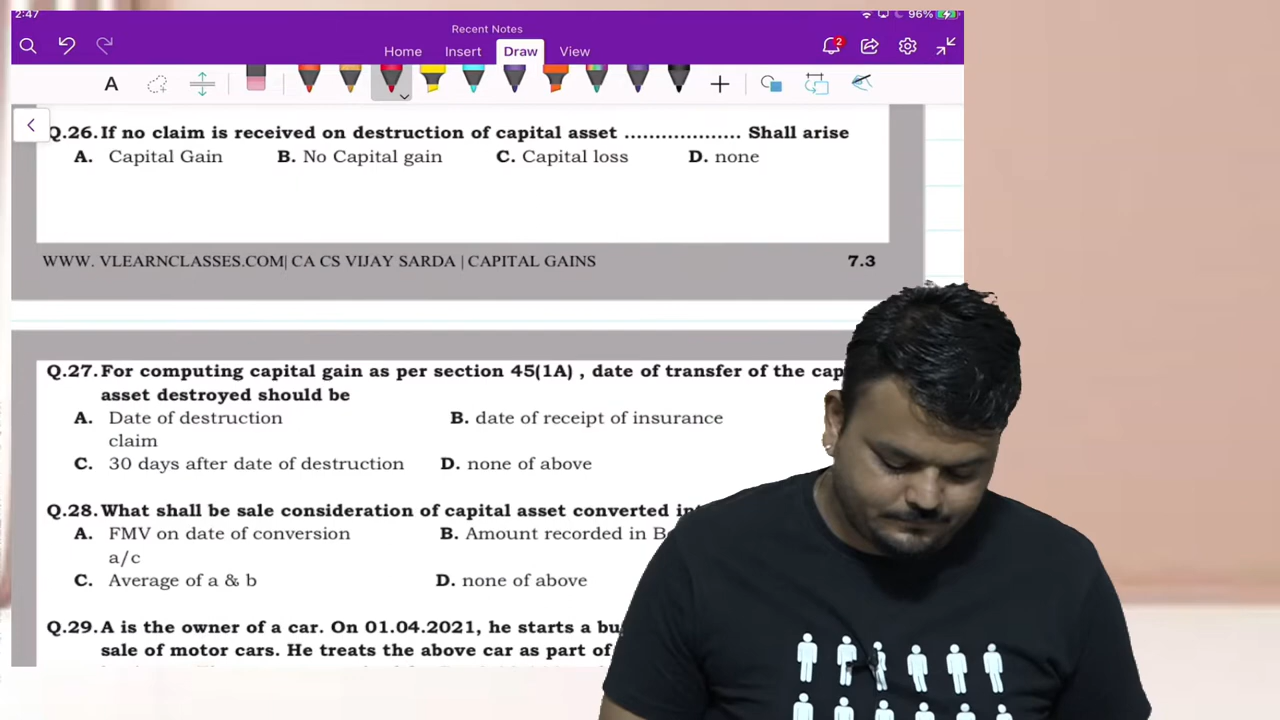 2:47
96%
Recent Notes
2
Home Insert Draw View
A
Q.26. If no claim is received on destruction of capital asset ................... Shall arise
A. Capital Gain B. No Capital gain C. Capital loss D. none
WWW. VLEARNCLASSES.COM| CA CS VIJAY SARDA | CAPITAL GAINS 7.3
Q.27. For computing capital gain as per section 45(1A) , date of transfer of the
asset destroyed should be
A. Date of destruction B. date of receipt of insurance
claim
C. 30 days after date of destruction D. none of above
Q.28. What shall be sale consideration of capital asset converted
A. FMV on date of conversion B. Amount recorded in
a/c
C. Average of a & b D. none of above
Q.29. A is the owner of a car. On 01.04.2021, he starts a
sale of motor cars. He treats the above car as part of